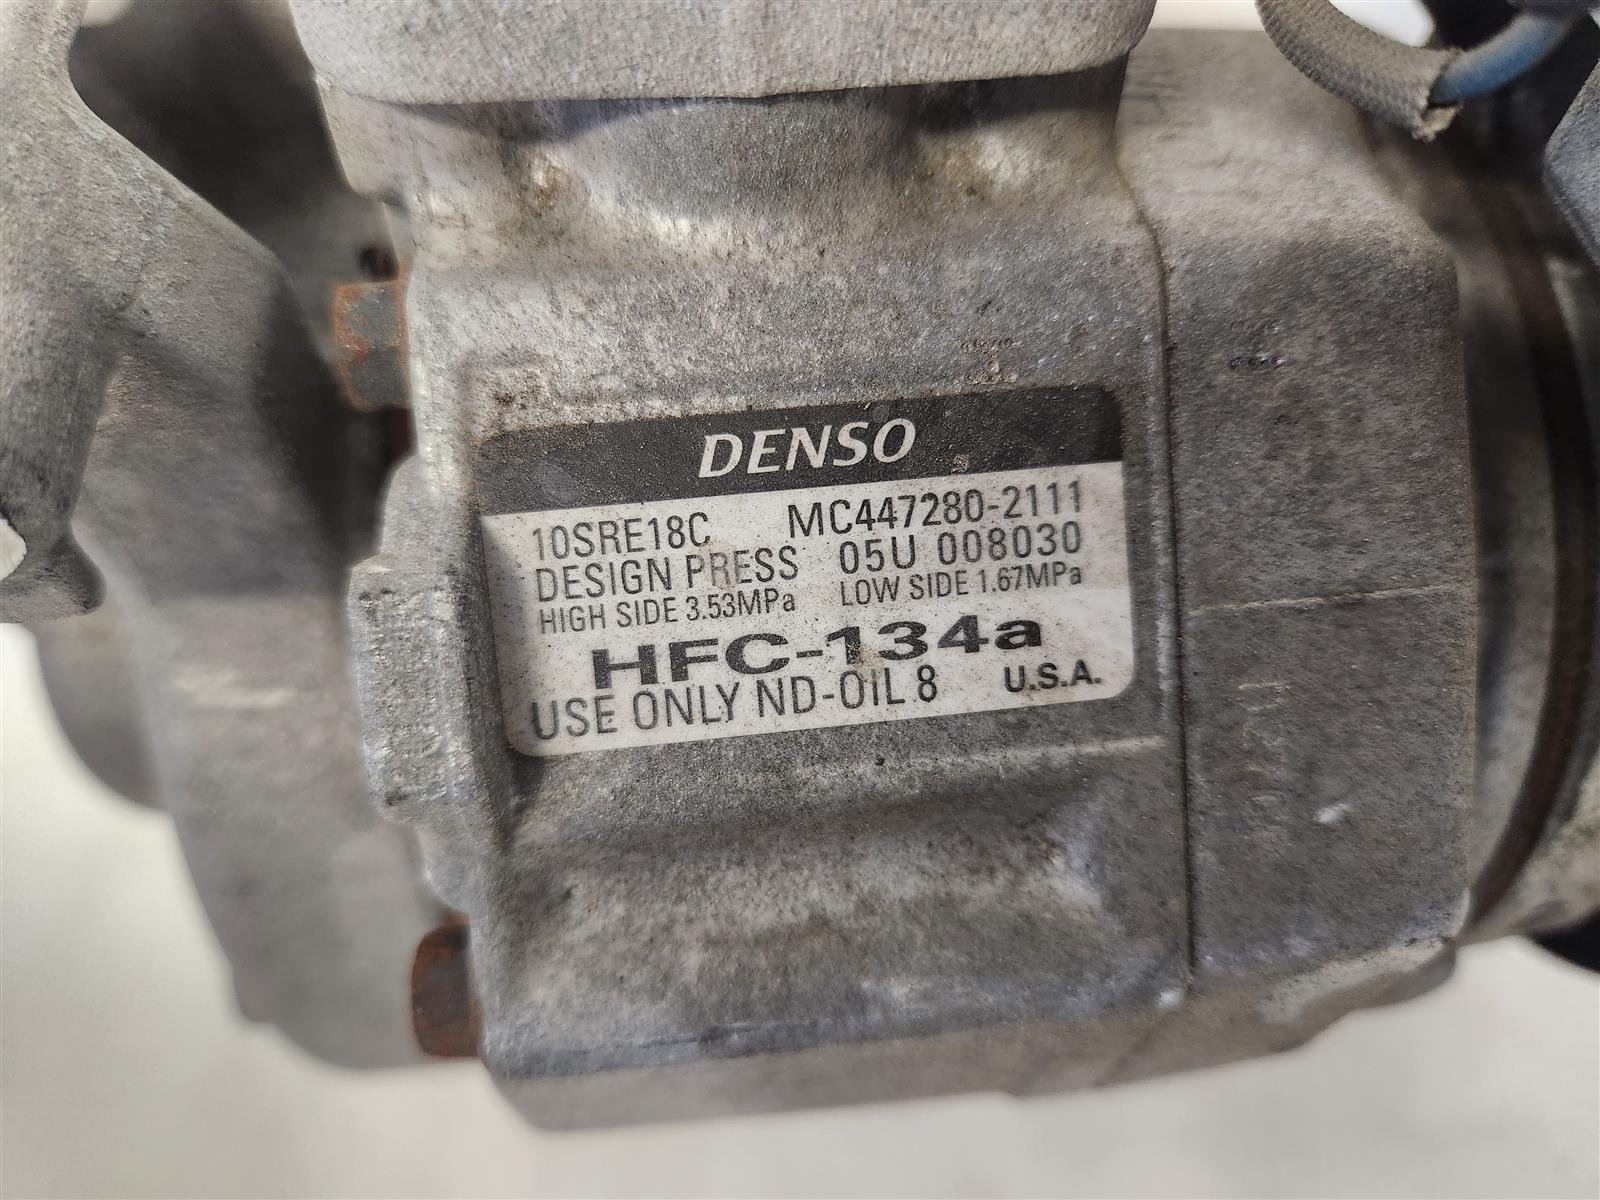 DENSO
10SRE18C MC447280-2111
DESIGN PRESS 05U 008030
HIGH SIDE 3.53MPa LOW SIDE 1.67MPa
HFC-134a
USE ONLY ND-OIL 8 U.S.A.